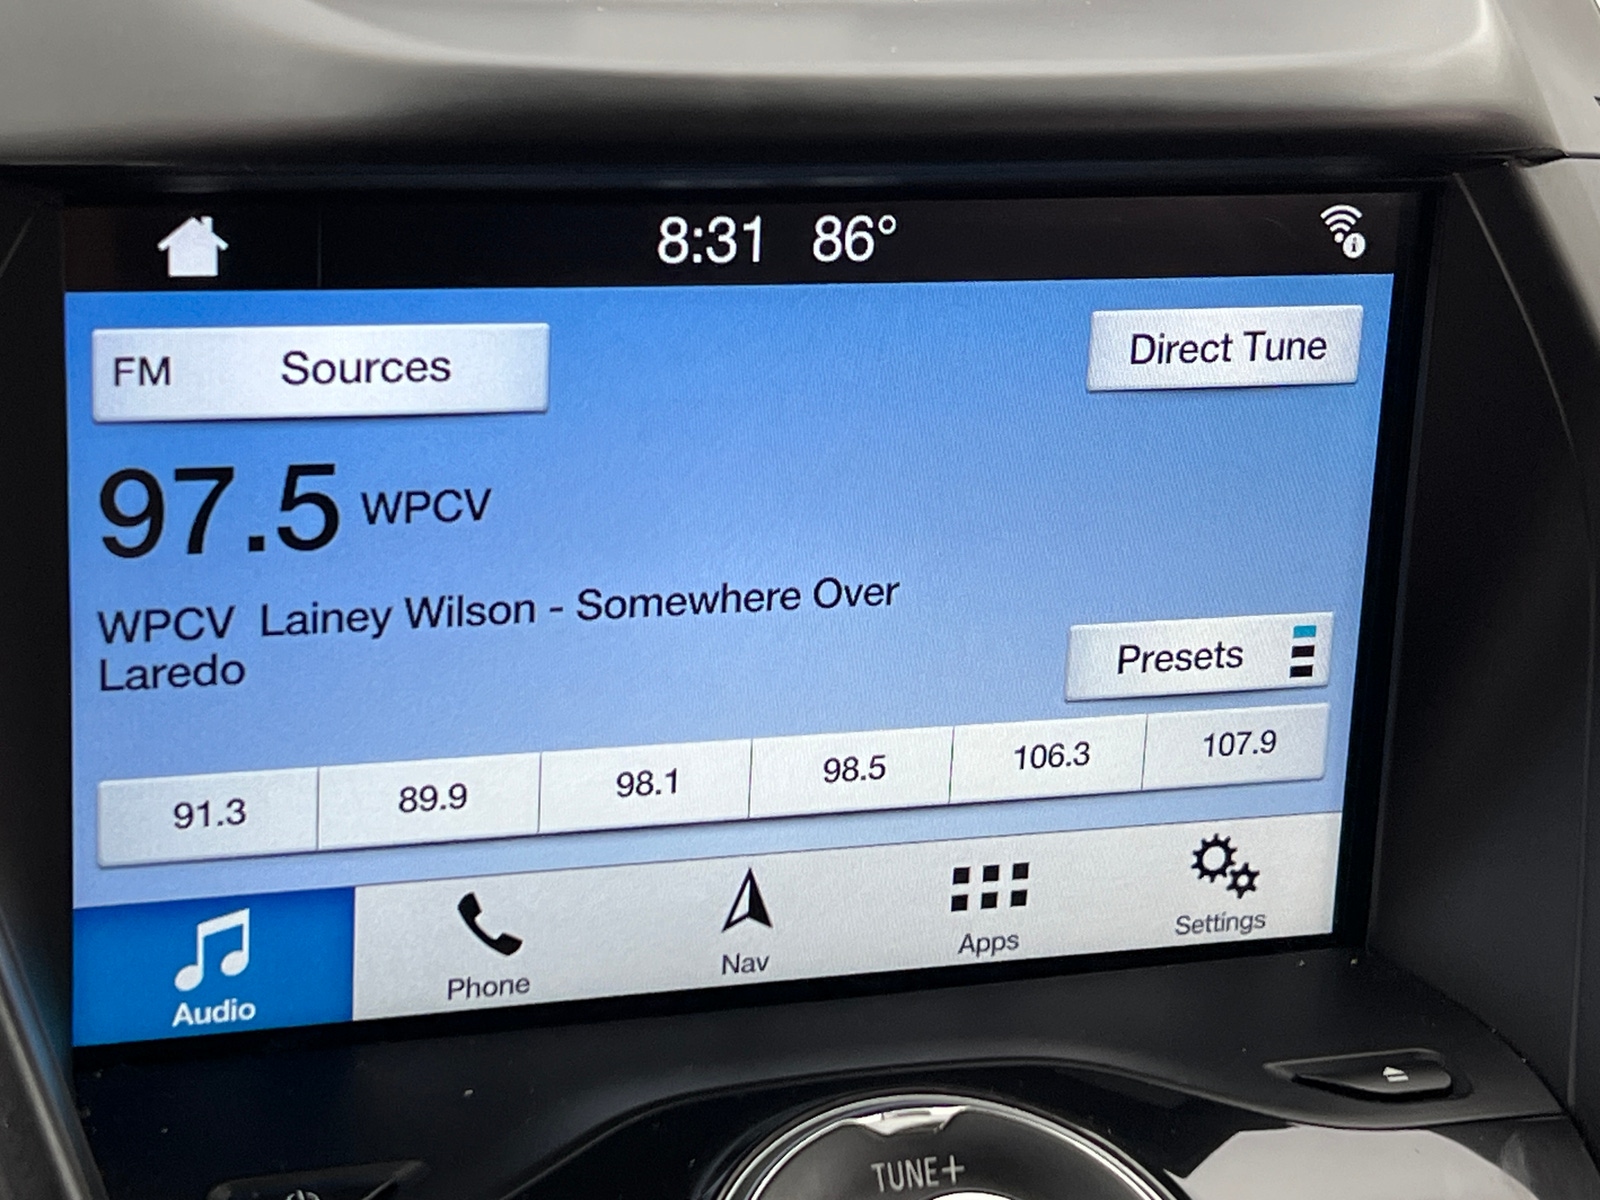 8:31 86°
FM Sources
Direct Tune
97.5 WPCV
WPCV Lainey Wilson - Somewhere Over
Laredo
Presets
91.3 89.9 98.1 98.5 106.3 107.9
Audio Phone Nav Apps Settings
TUNE+